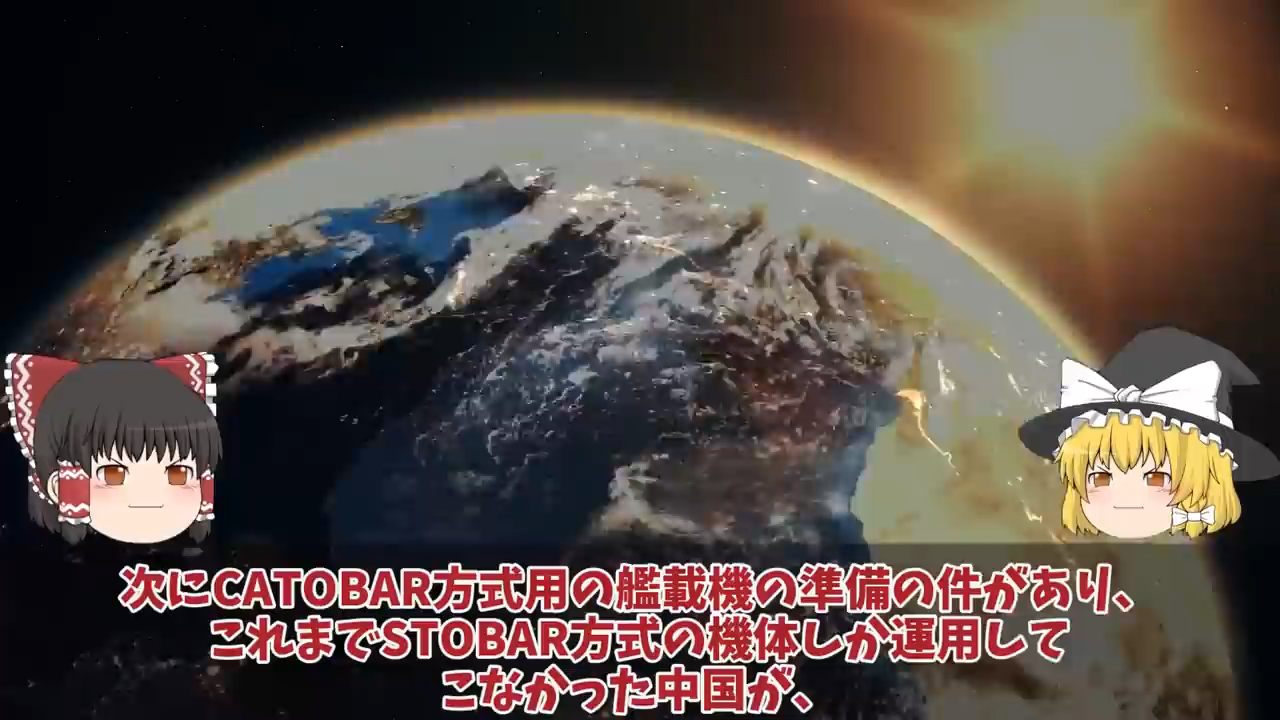 次にCATOBAR方式用の艦載機の準備の件があり、
これまでSTOBAR方式の機体しか運用して
こなかった中国が、